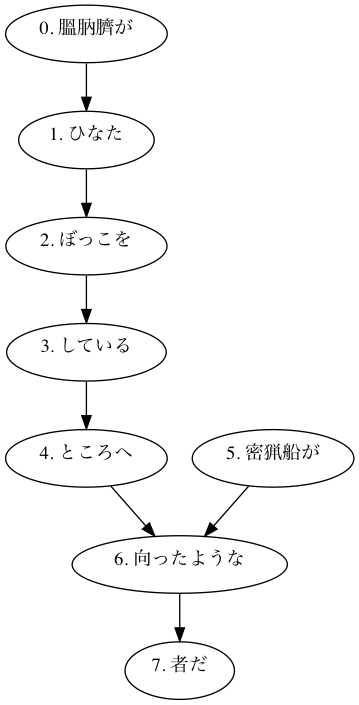 0. 膃肭臍が
1. ひなた
2. ぼっこを
3. している
4. ところへ
5. 密猟船が
6. 向ったような
7. 者だ